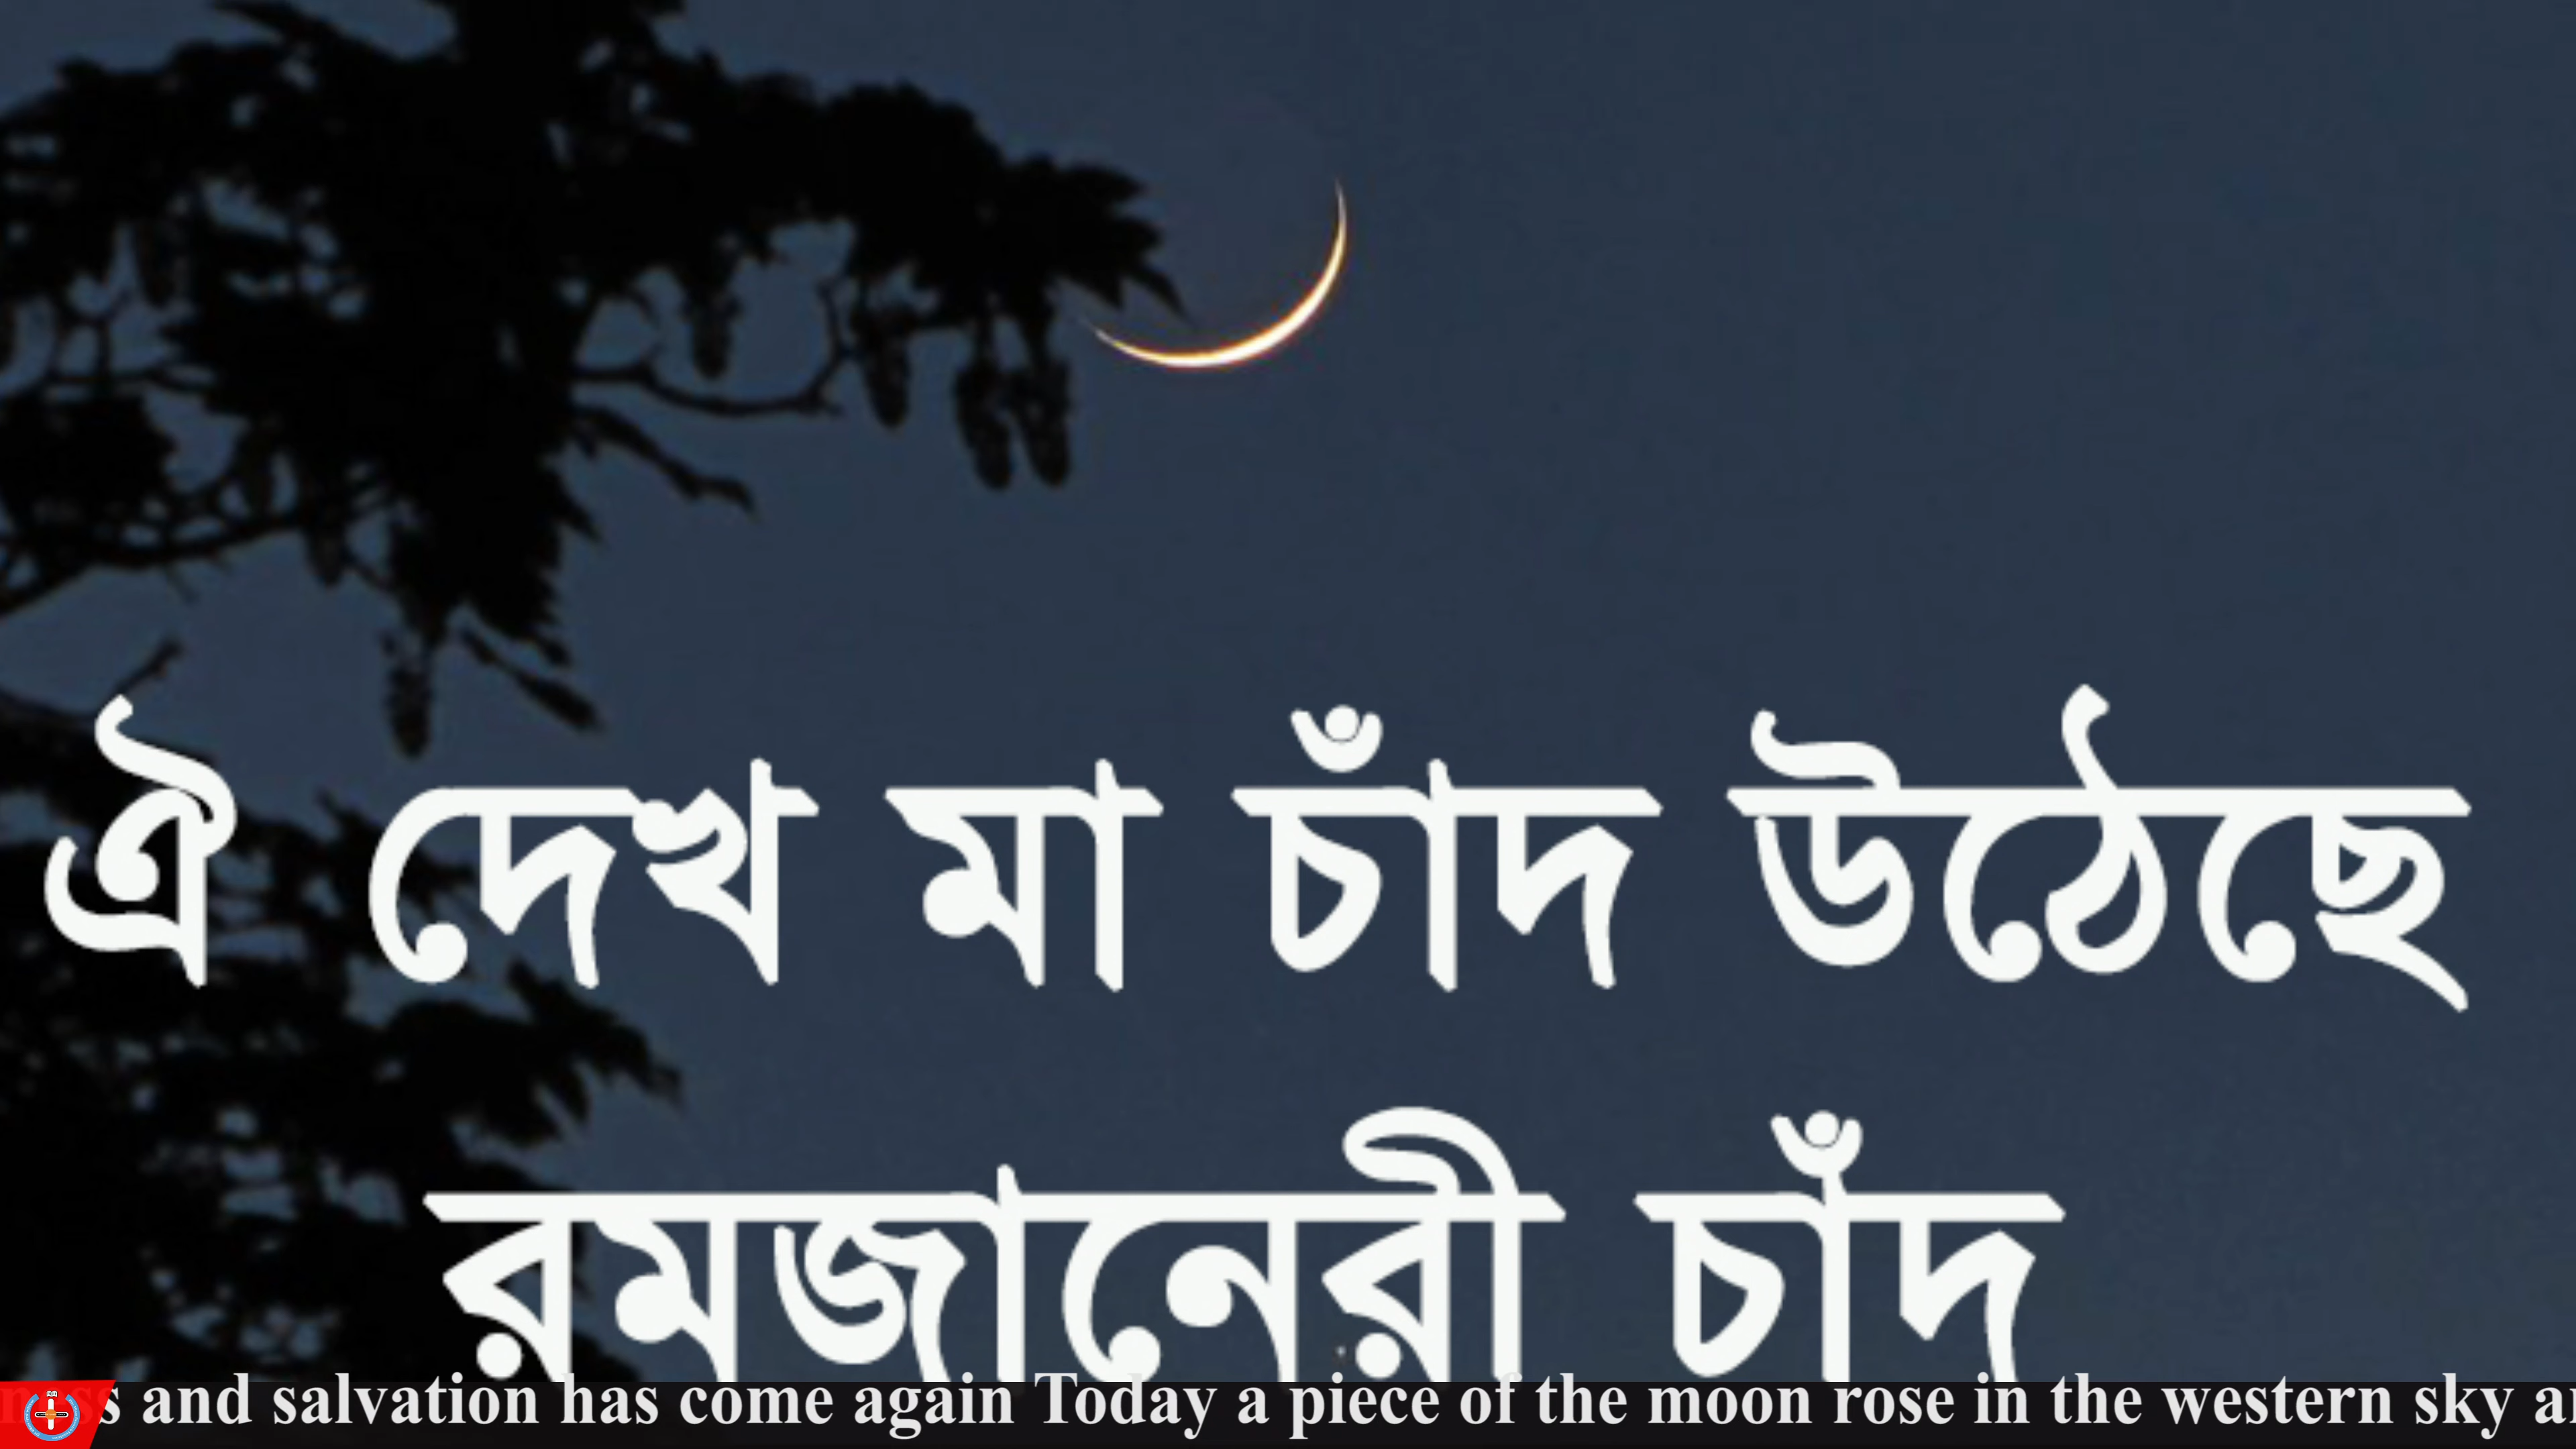 ঐ দেখ মা চাঁদ উঠেছে
রমজানেরী চাঁদ
and salvation has come again Today a piece of the moon rose in the western sky